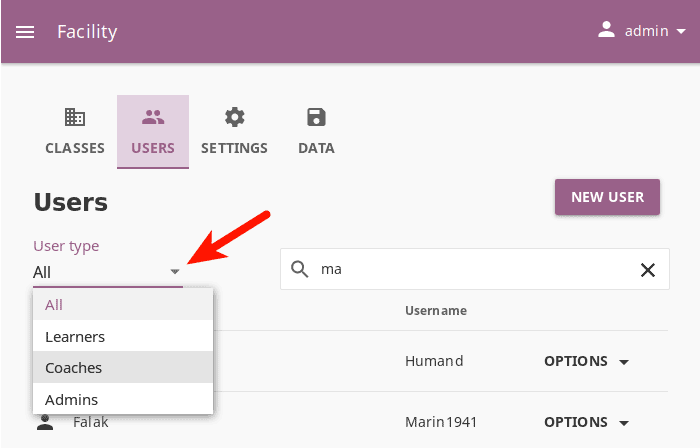 Facility
admin
CLASSES
USERS
SETTINGS
DATA
Users
NEW USER
User type
All
ma
All
Learners
Coaches
Admins
Username
Humand
OPTIONS
Falak
Marin1941
OPTIONS